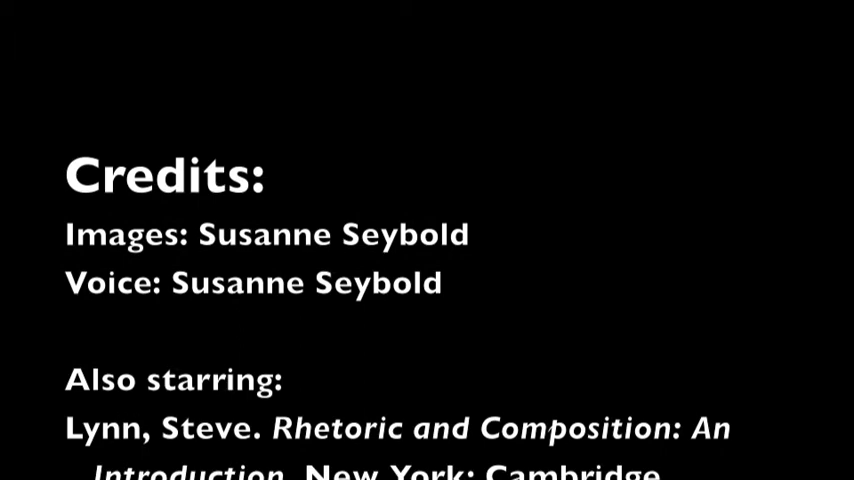 Credits:
Images: Susanne Seybold
Voice: Susanne Seybold
Also starring:
Lynn, Steve. Rhetoric and Composition: An
Introduction. New York: Cambridge